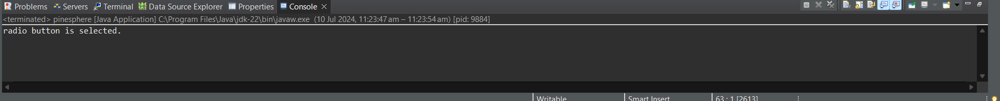 Problems Servers Terminal Data Source Explorer Properties Console
<terminated> pinesphere [Java Application] C:\Program Files\Java\jdk-22\bin\javaw.exe (10 Jul 2024, 11:23:47 am – 11:23:54 am) [pid: 9884]
radio button is selected.
Writable Smart Insert 63 : 1 [2613]